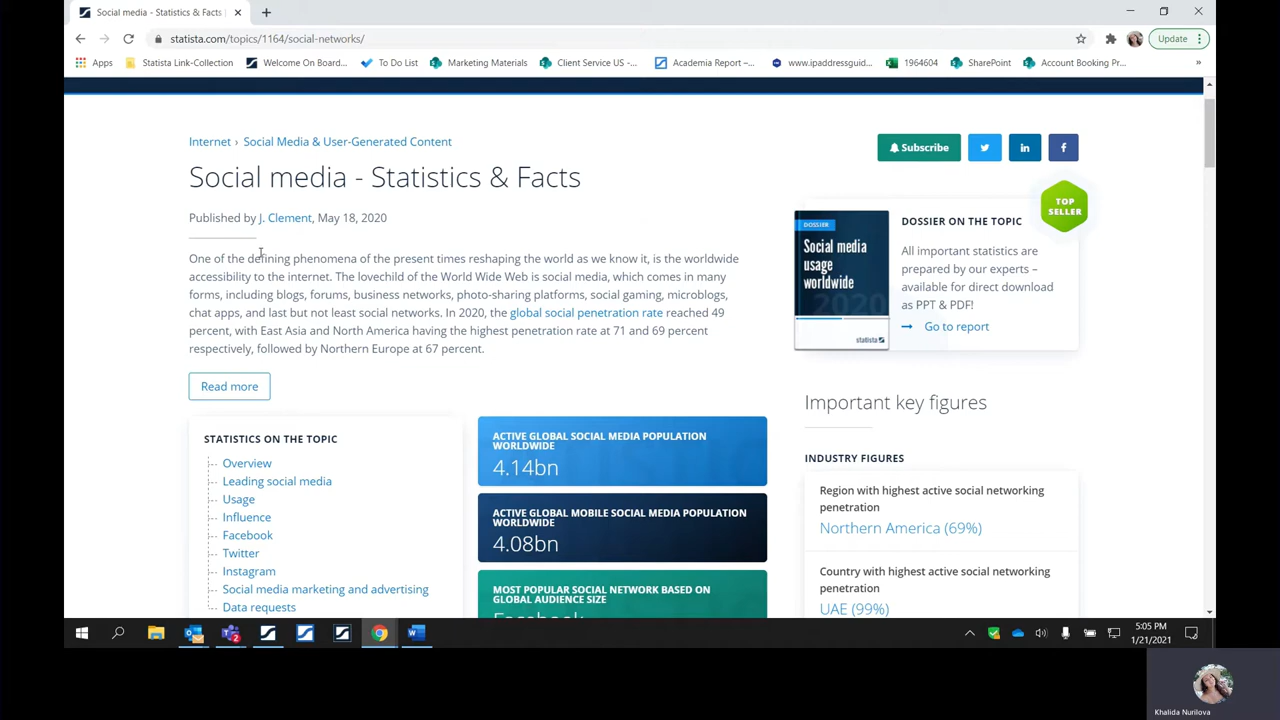 Social media - Statistics & Facts |
statista.com/topics/1164/social-networks/
Update
Apps
Statista Link-Collection
Welcome On Board...
To Do List
Marketing Materials
Client Service US -...
Academia Report –...
www.ipaddressguid...
1964604
SharePoint
Account Booking Pr...
»
Internet › Social Media & User-Generated Content
Subscribe
Social media - Statistics & Facts
Published by J. Clement, May 18, 2020
One of the defining phenomena of the present times reshaping the world as we know it, is the worldwide
accessibility to the internet. The lovechild of the World Wide Web is social media, which comes in many
forms, including blogs, forums, business networks, photo-sharing platforms, social gaming, microblogs,
chat apps, and last but not least social networks. In 2020, the global social penetration rate reached 49
percent, with East Asia and North America having the highest penetration rate at 71 and 69 percent
respectively, followed by Northern Europe at 67 percent.
Read more
TOP
SELLER
DOSSIER
Social media
usage
worldwide
2020
statista
DOSSIER ON THE TOPIC
All important statistics are
prepared by our experts –
available for direct download
as PPT & PDF!
→ Go to report
STATISTICS ON THE TOPIC
Overview
Leading social media
Usage
Influence
Facebook
Twitter
Instagram
Social media marketing and advertising
Data requests
ACTIVE GLOBAL SOCIAL MEDIA POPULATION
WORLDWIDE
4.14bn
ACTIVE GLOBAL MOBILE SOCIAL MEDIA POPULATION
WORLDWIDE
4.08bn
MOST POPULAR SOCIAL NETWORK BASED ON
GLOBAL AUDIENCE SIZE
Facebook
Important key figures
INDUSTRY FIGURES
Region with highest active social networking
penetration
Northern America (69%)
Country with highest active social networking
penetration
UAE (99%)
5:05 PM
1/21/2021
Khalida Nurilova